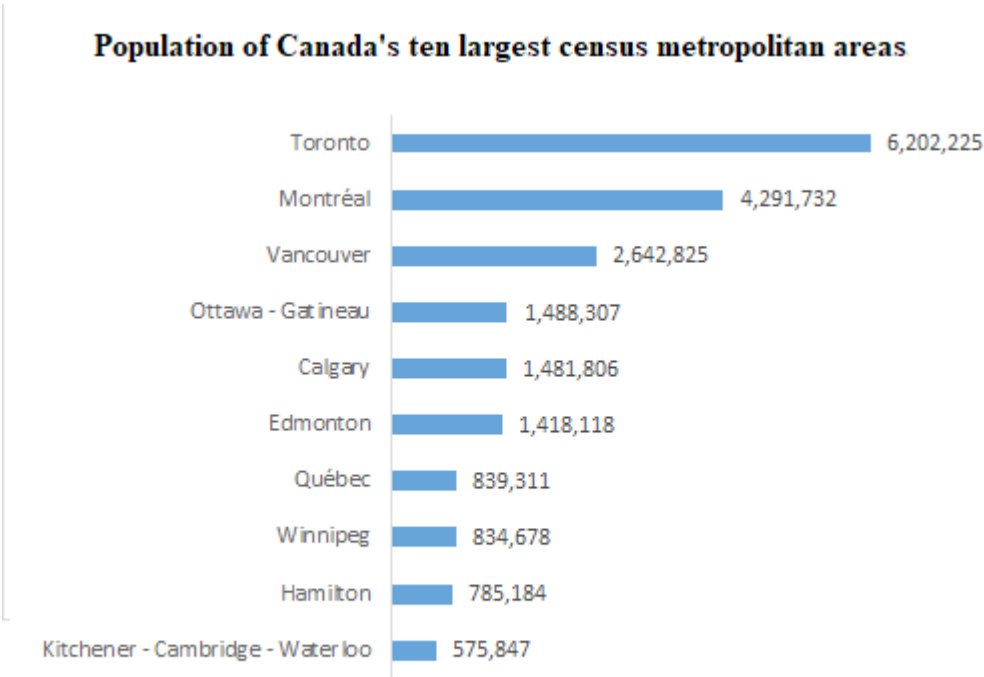 Population of Canada's ten largest census metropolitan areas
Toronto 6,202,225
Montréal 4,291,732
Vancouver 2,642,825
Ottawa - Gatineau 1,488,307
Calgary 1,481,806
Edmonton 1,418,118
Québec 839,311
Winnipeg 834,678
Hamilton 785,184
Kitchener - Cambridge - Waterloo 575,847